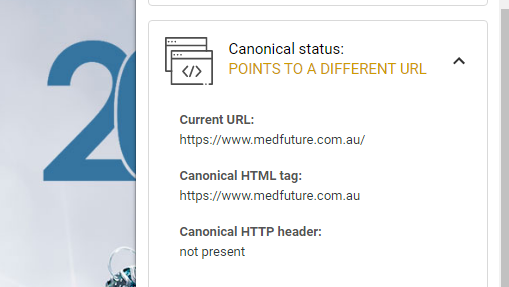 20
Canonical status:
POINTS TO A DIFFERENT URL
Current URL:
https://www.medfuture.com.au/
Canonical HTML tag:
https://www.medfuture.com.au
Canonical HTTP header:
not present